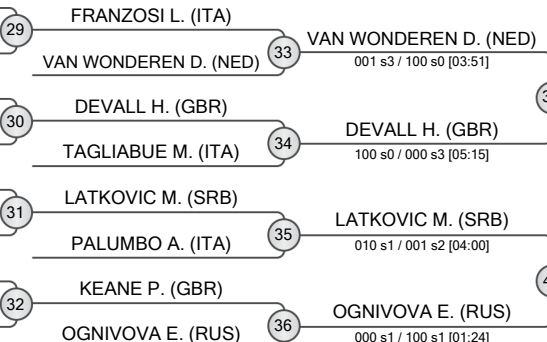 29
FRANZOSI L. (ITA)
VAN WONDEREN D. (NED)
33
VAN WONDEREN D. (NED)
001 s3 / 100 s0 [03:51]
30
DEVALL H. (GBR)
TAGLIABUE M. (ITA)
34
DEVALL H. (GBR)
100 s0 / 000 s3 [05:15]
31
LATKOVIC M. (SRB)
PALUMBO A. (ITA)
35
LATKOVIC M. (SRB)
010 s1 / 001 s2 [04:00]
32
KEANE P. (GBR)
OGNIVOVA E. (RUS)
36
OGNIVOVA E. (RUS)
000 s1 / 100 s1 [01:24]